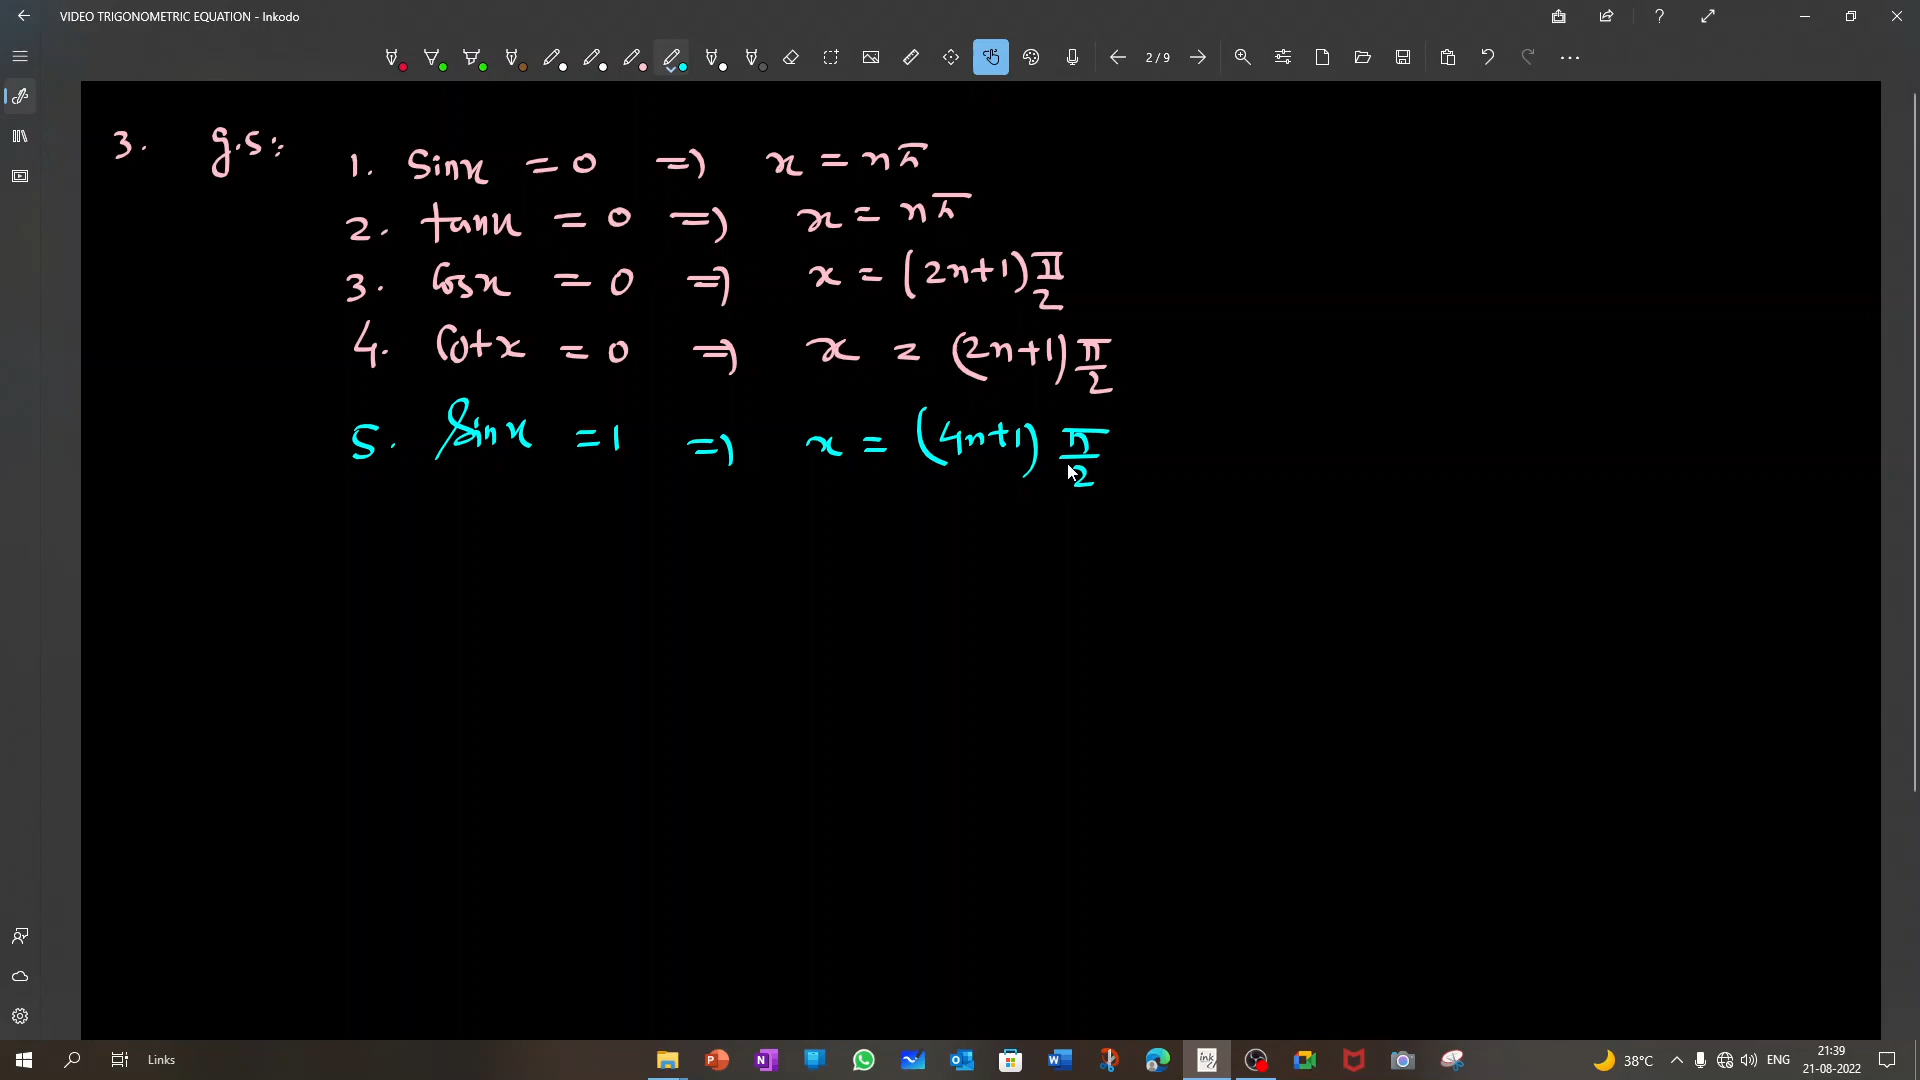 VIDEO TRIGONOMETRIC EQUATION - Inkodo
2 / 9
3. g.s:
1. Sinx = 0 => x = nπ
2. tanx = 0 => x = nπ
3. Cosx = 0 => x = (2n+1)π/2
4. Cotx = 0 => x = (2n+1)π/2
5. Sinx = 1 => x = (4n+1)π/2
Links
ink
38°C
ENG
21:39
21-08-2022